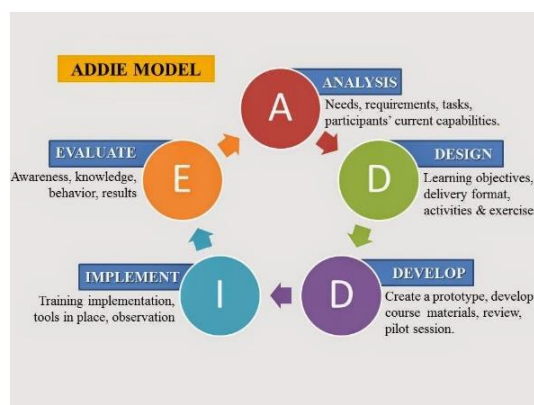 ADDIE MODEL
A
ANALYSIS
Needs, requirements, tasks,
participants' current capabilities.
D
DESIGN
Learning objectives,
delivery format,
activities & exercise
D
DEVELOP
Create a prototype, develop
course materials, review,
pilot session.
I
IMPLEMENT
Training implementation,
tools in place, observation
E
EVALUATE
Awareness, knowledge,
behavior, results